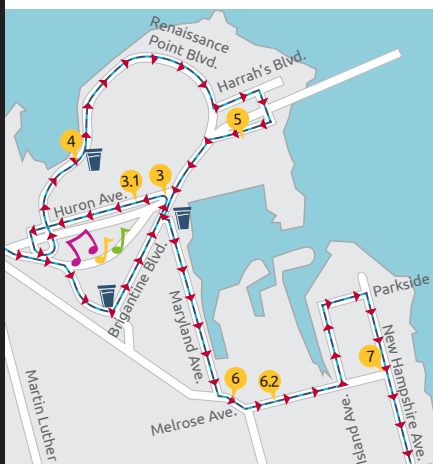 Renaissance
Point Blvd.
Harrah's Blvd.
5
4
3.1
3
Huron Ave.
Brigantine Blvd.
Maryland Ave.
Parkside
New Hampshire Ave.
7
6
6.2
Melrose Ave.
Island Ave.
Martin Luther